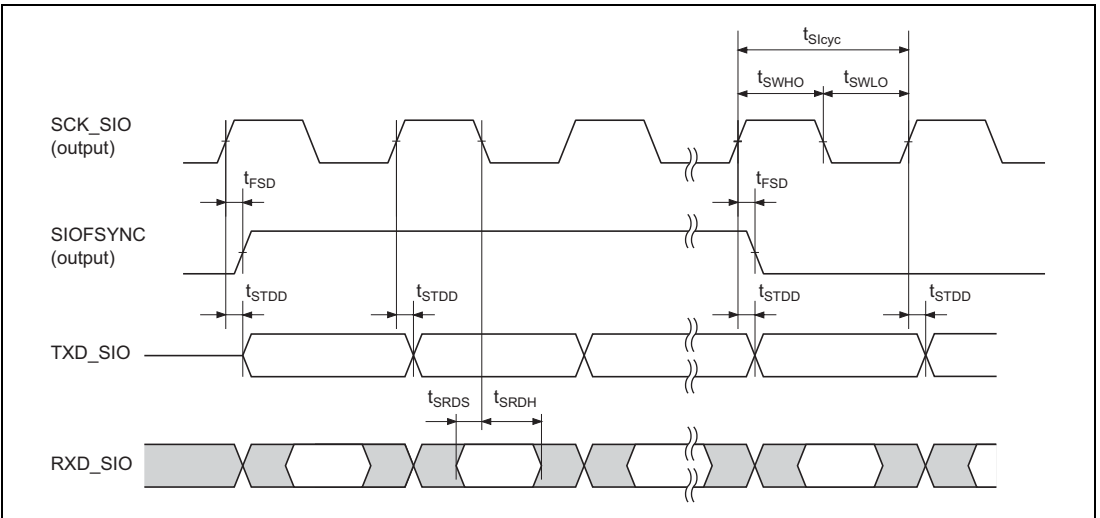 tSIcyc
tSWHO tSWLO
SCK_SIO
(output)
tFSD tFSD
SIOFSYNC
(output)
tSTDD tSTDD tSTDD tSTDD
TXD_SIO
tSRDS tSRDH
RXD_SIO